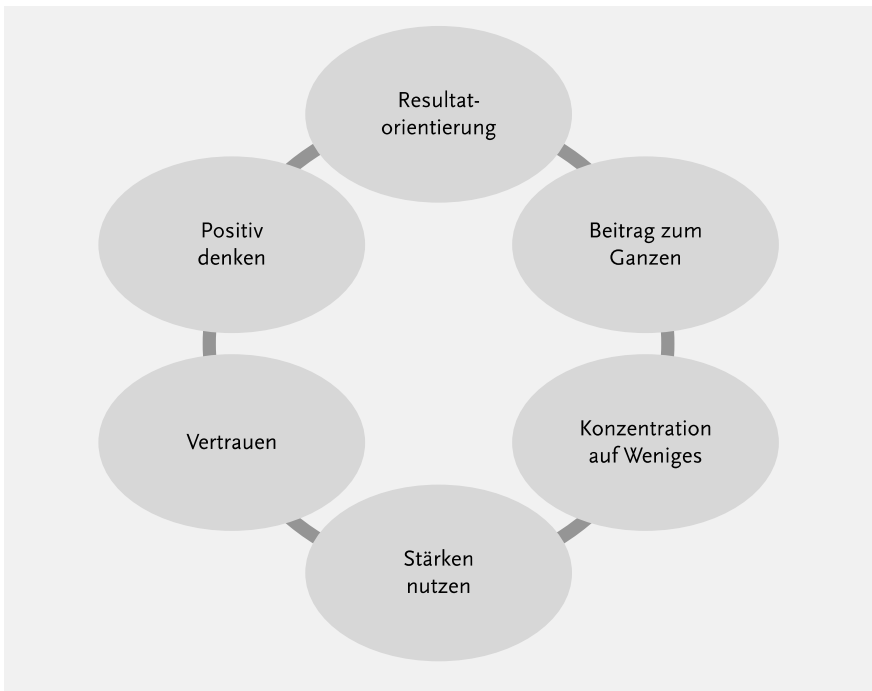 Resultat-
orientierung
Positiv
denken
Beitrag zum
Ganzen
Vertrauen
Konzentration
auf Weniges
Stärken
nutzen